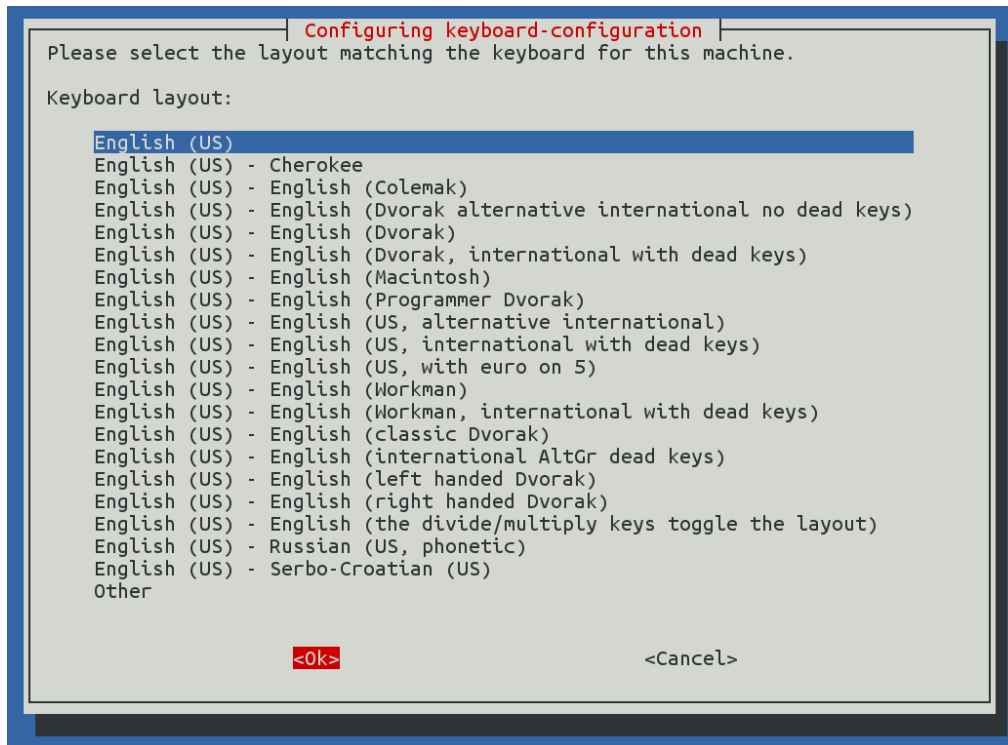 Configuring keyboard-configuration
Please select the layout matching the keyboard for this machine.
Keyboard layout:
English (US)
English (US) - Cherokee
English (US) - English (Colemak)
English (US) - English (Dvorak alternative international no dead keys)
English (US) - English (Dvorak)
English (US) - English (Dvorak, international with dead keys)
English (US) - English (Macintosh)
English (US) - English (Programmer Dvorak)
English (US) - English (US, alternative international)
English (US) - English (US, international with dead keys)
English (US) - English (US, with euro on 5)
English (US) - English (Workman)
English (US) - English (Workman, international with dead keys)
English (US) - English (classic Dvorak)
English (US) - English (international AltGr dead keys)
English (US) - English (left handed Dvorak)
English (US) - English (right handed Dvorak)
English (US) - English (the divide/multiply keys toggle the layout)
English (US) - Russian (US, phonetic)
English (US) - Serbo-Croatian (US)
Other
<Ok> <Cancel>